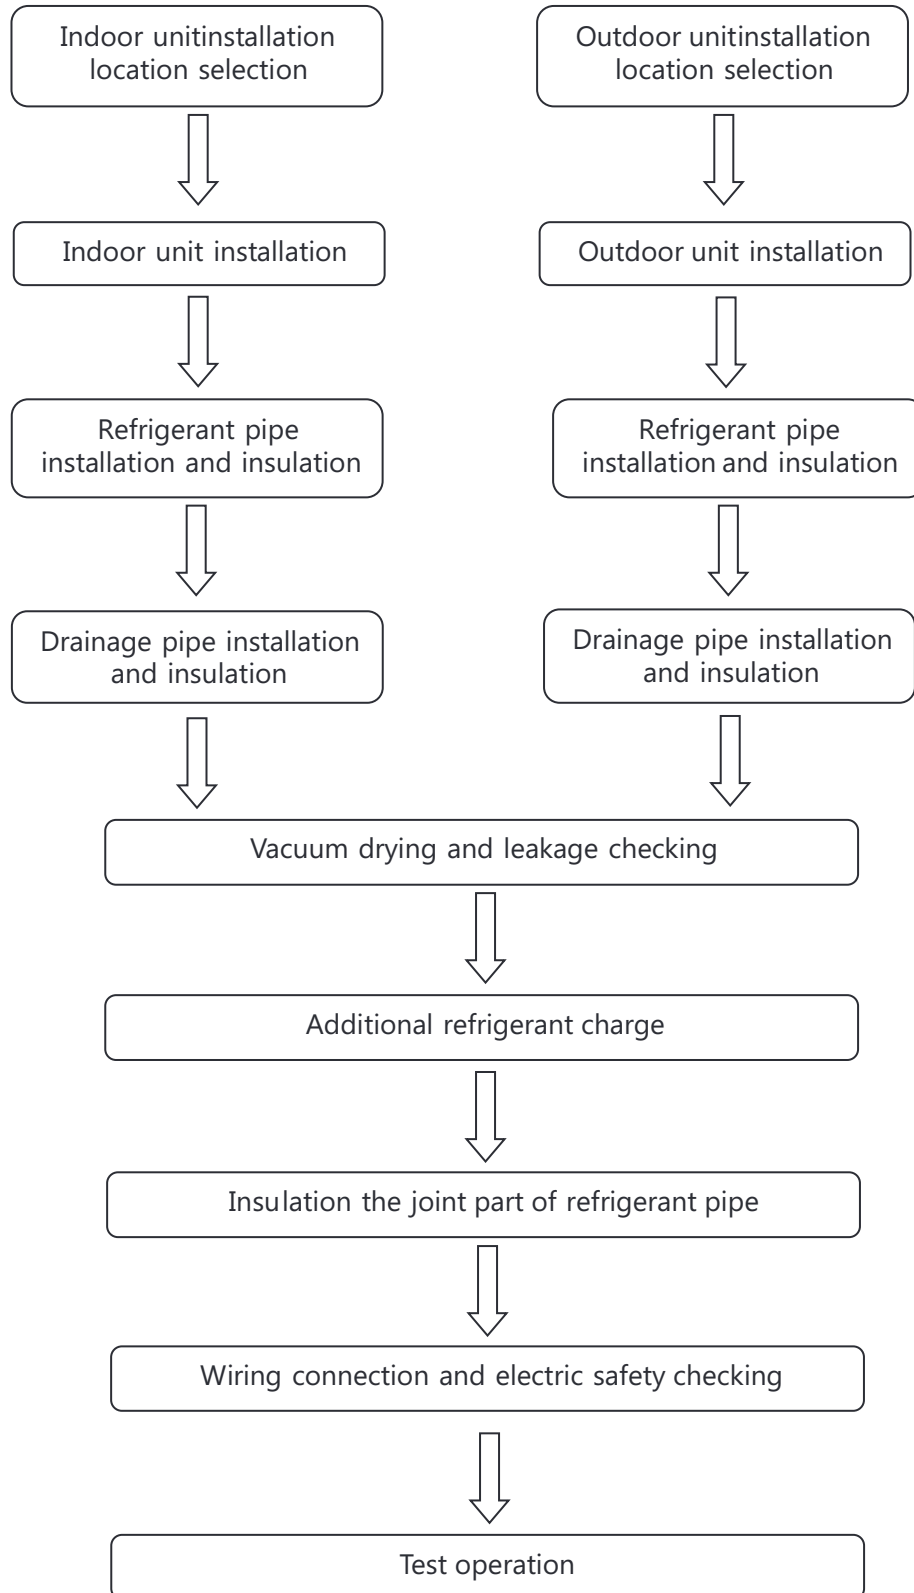 Indoor unitinstallation
location selection
Outdoor unitinstallation
location selection
Indoor unit installation
Outdoor unit installation
Refrigerant pipe
installation and insulation
Refrigerant pipe
installation and insulation
Drainage pipe installation
and insulation
Drainage pipe installation
and insulation
Vacuum drying and leakage checking
Additional refrigerant charge
Insulation the joint part of refrigerant pipe
Wiring connection and electric safety checking
Test operation